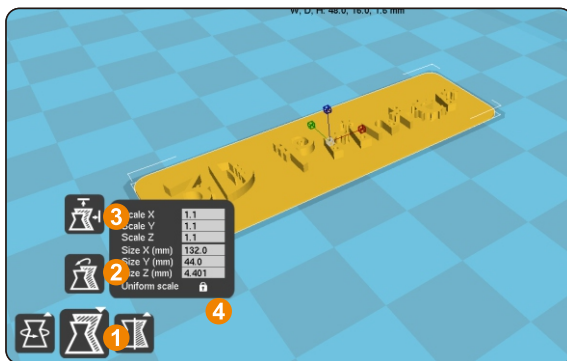 W, D, H: 48.0, 16.0, 1.6 mm
3
Scale X 1.1
Scale Y 1.1
Scale Z 1.1
Size X (mm) 132.0
Size Y (mm) 44.0
Size Z (mm) 4.401
Uniform scale
2
4
1